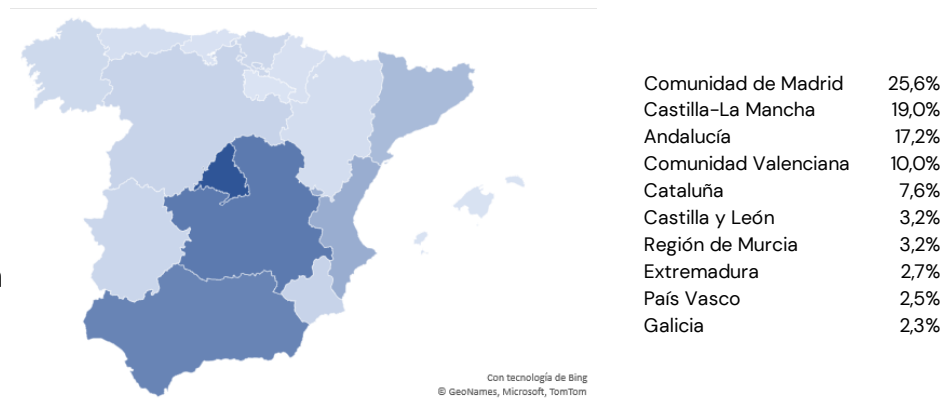 Comunidad de Madrid 25,6%
Castilla-La Mancha 19,0%
Andalucía 17,2%
Comunidad Valenciana 10,0%
Cataluña 7,6%
Castilla y León 3,2%
Región de Murcia 3,2%
Extremadura 2,7%
País Vasco 2,5%
Galicia 2,3%
Con tecnología de Bing
© GeoNames, Microsoft, TomTom